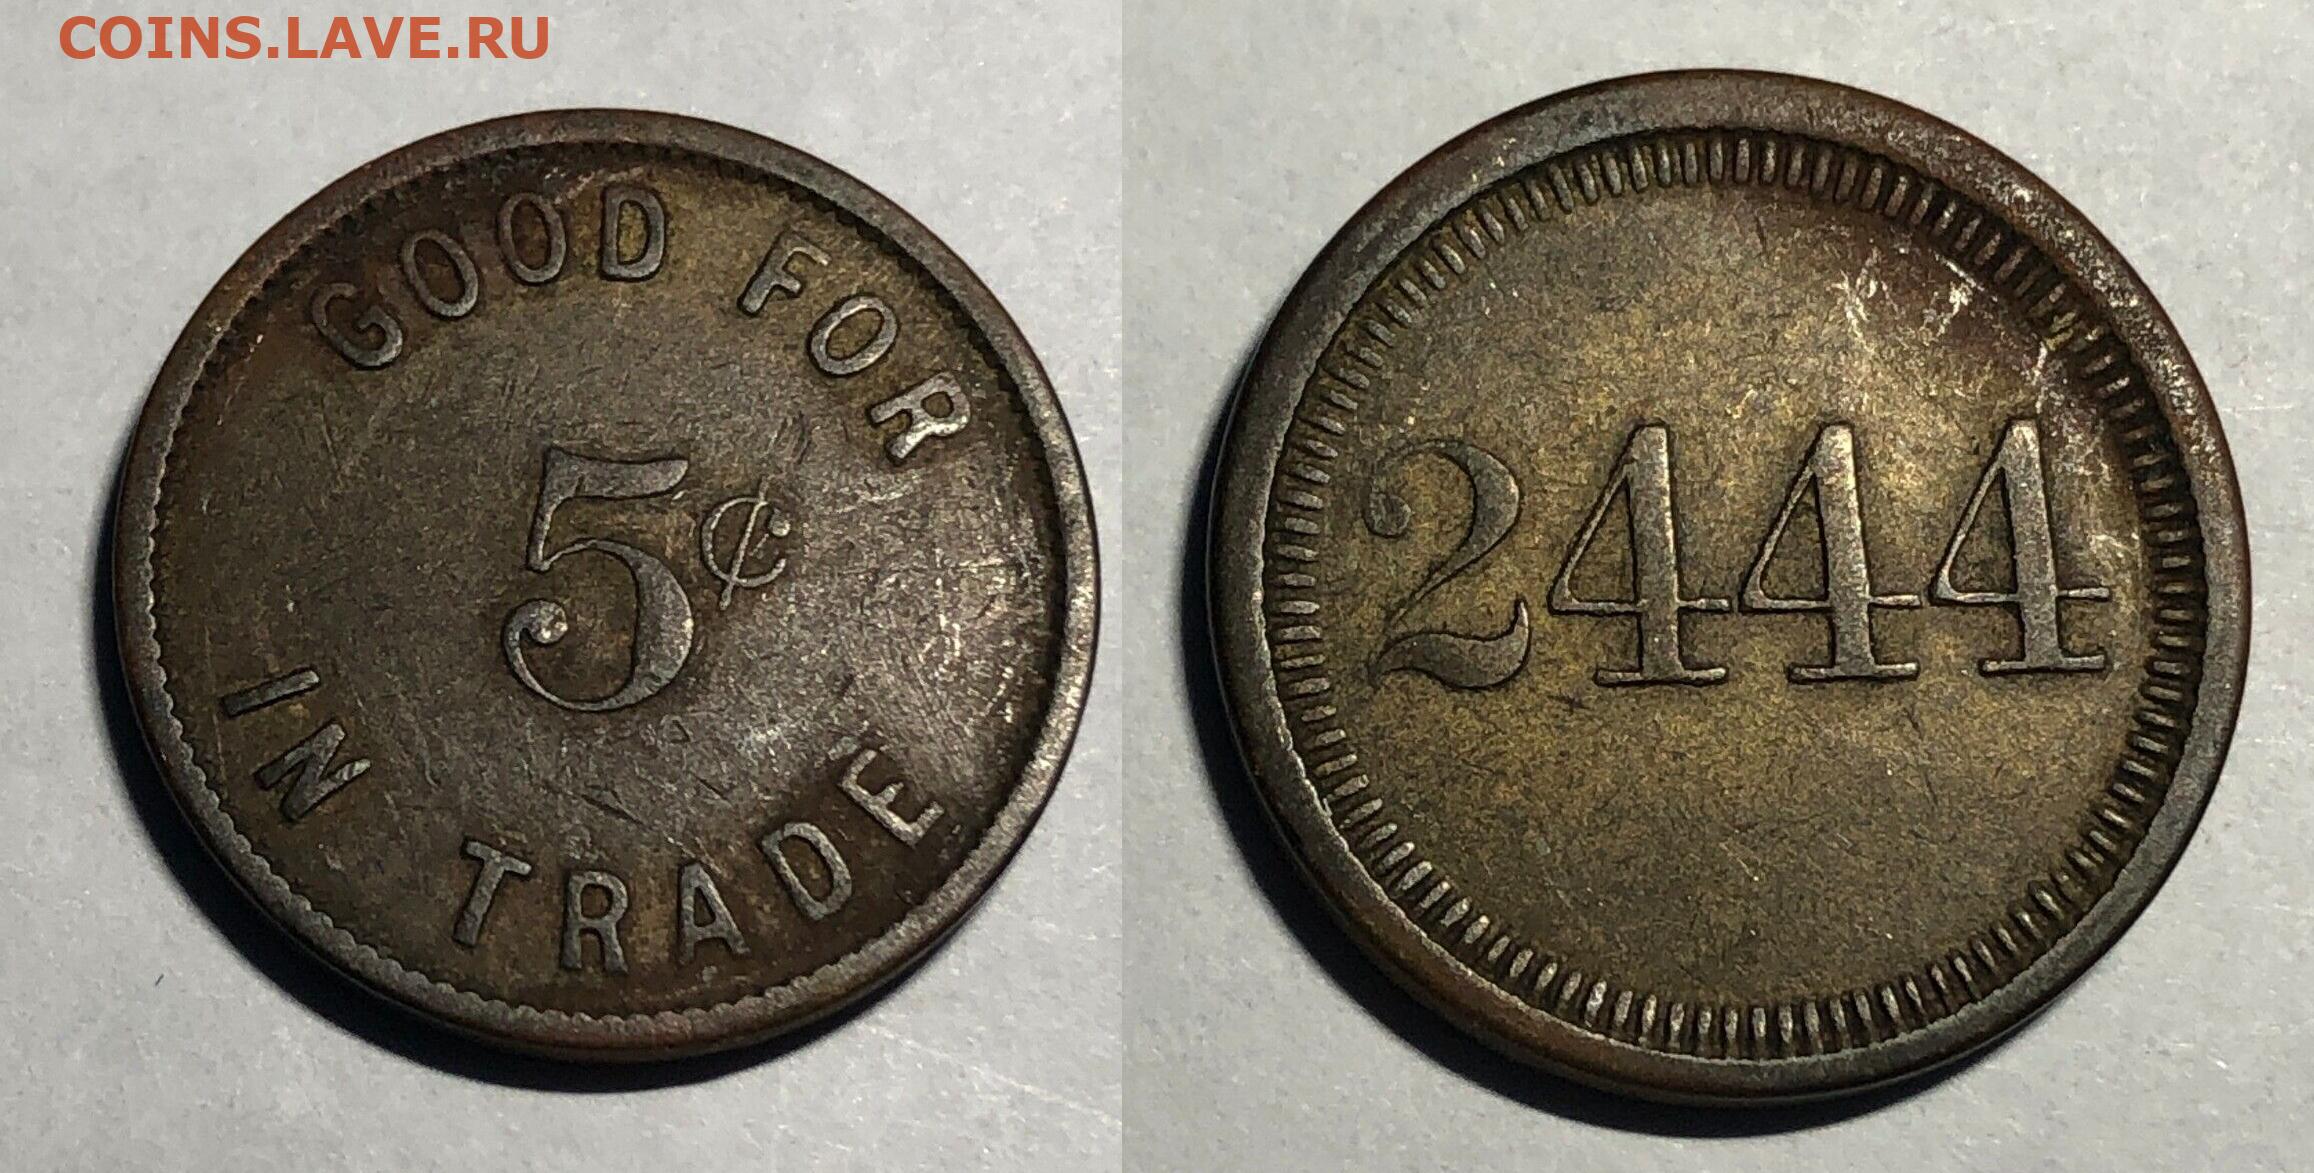 COINS.LAVE.RU
GOOD FOR
5¢
IN TRADE
2444